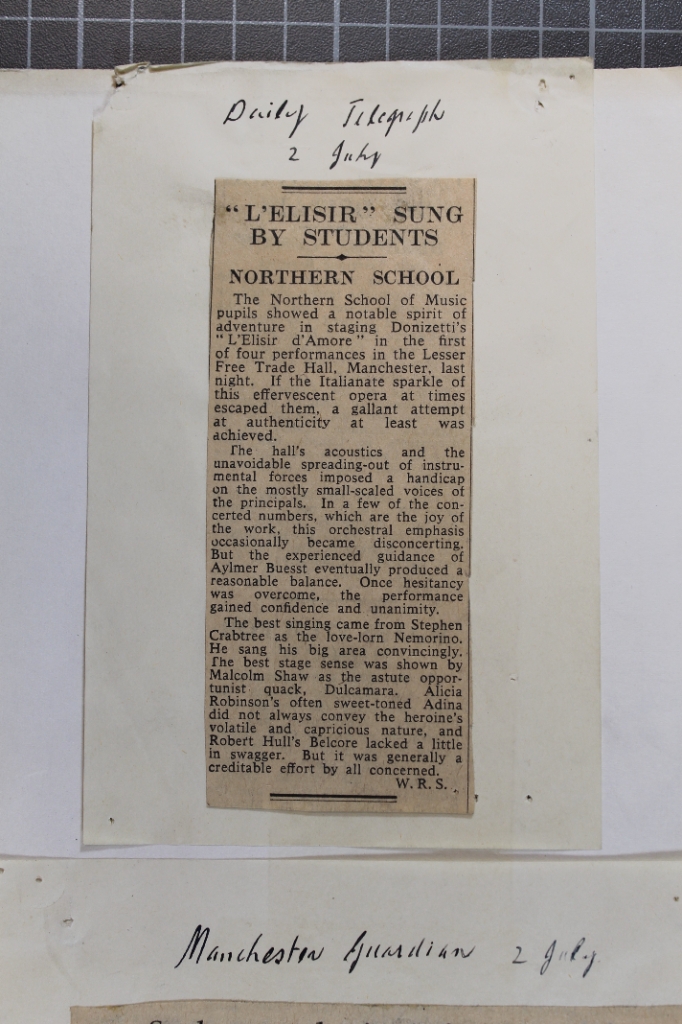 Daily Telegraph
2 July
"L'ELISIR" SUNG
BY STUDENTS
NORTHERN SCHOOL
The Northern School of Music
pupils showed a notable spirit of
adventure in staging Donizetti's
"L'Elisir d'Amore" in the first
of four performances in the Lesser
Free Trade Hall, Manchester, last
night. If the Italianate sparkle of
this effervescent opera at times
escaped them, a gallant attempt
at authenticity at least was
achieved.
The hall's acoustics and the
unavoidable spreading-out of instru-
mental forces imposed a handicap
on the mostly small-scaled voices of
the principals. In a few of the con-
certed numbers, which are the joy of
the work, this orchestral emphasis
occasionally became disconcerting.
But the experienced guidance of
Aylmer Buesst eventually produced a
reasonable balance. Once hesitancy
was overcome, the performance
gained confidence and unanimity.
The best singing came from Stephen
Crabtree as the love-lorn Nemorino.
He sang his big area convincingly.
The best stage sense was shown by
Malcolm Shaw as the astute oppor-
tunist quack, Dulcamara. Alicia
Robinson's often sweet-toned Adina
did not always convey the heroine's
volatile and capricious nature, and
Robert Hull's Belcore lacked a little
in swagger. But it was generally a
creditable effort by all concerned.
W. R. S.
Manchester Guardian 2 July